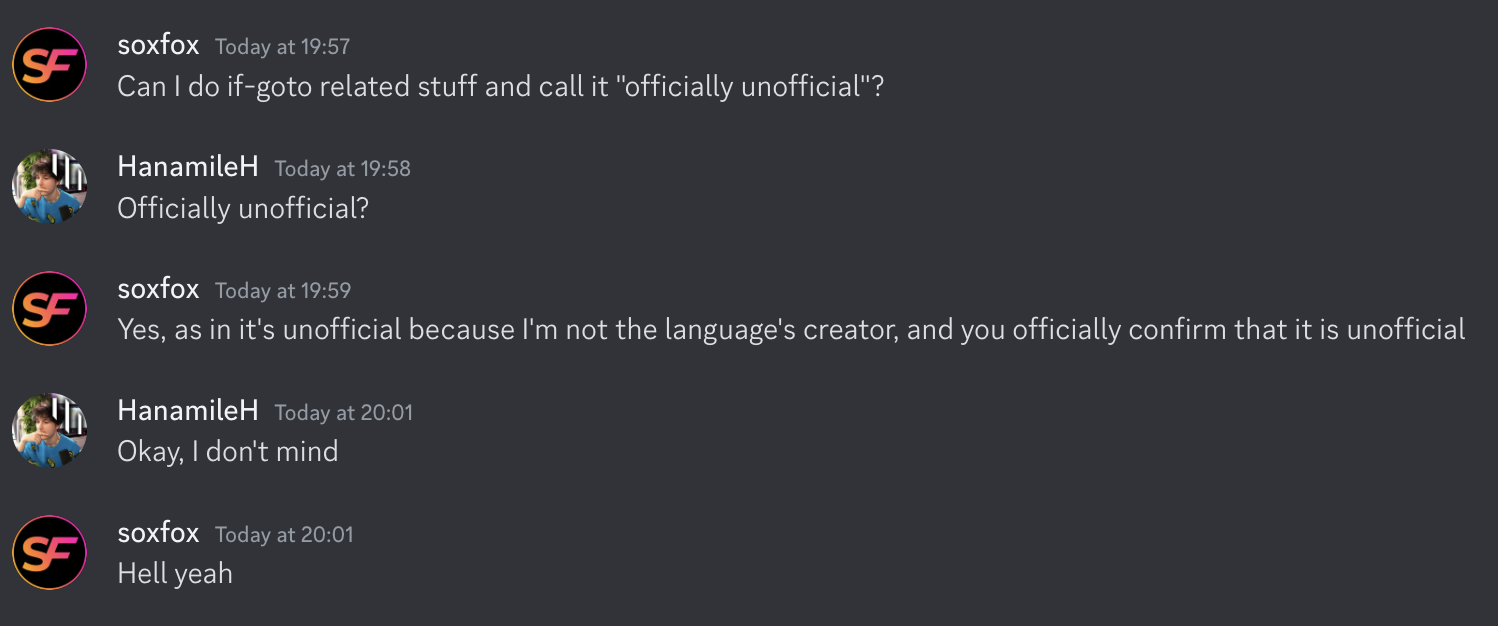 SF
soxfox Today at 19:57
Can I do if-goto related stuff and call it "officially unofficial"?
HanamileH Today at 19:58
Officially unofficial?
SF
soxfox Today at 19:59
Yes, as in it's unofficial because I'm not the language's creator, and you officially confirm that it is unofficial
HanamileH Today at 20:01
Okay, I don't mind
SF
soxfox Today at 20:01
Hell yeah